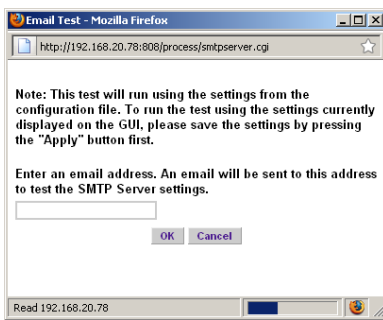 Email Test - Mozilla Firefox
http://192.168.20.78:808/process/smtpserver.cgi
Note: This test will run using the settings from the
configuration file. To run the test using the settings currently
displayed on the GUI, please save the settings by pressing
the "Apply" button first.
Enter an email address. An email will be sent to this address
to test the SMTP Server settings.
OK Cancel
Read 192.168.20.78